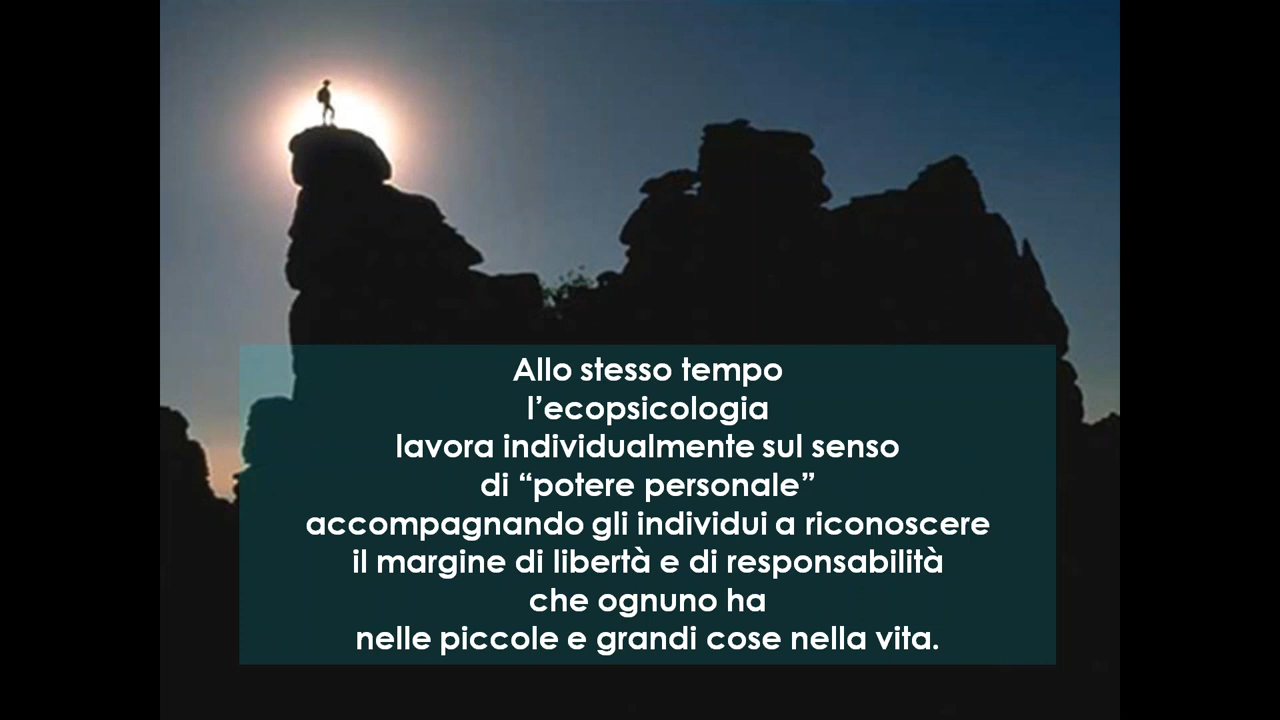 Allo stesso tempo
l’ecopsicologia
lavora individualmente sul senso
di “potere personale”
accompagnando gli individui a riconoscere
il margine di libertà e di responsabilità
che ognuno ha
nelle piccole e grandi cose nella vita.